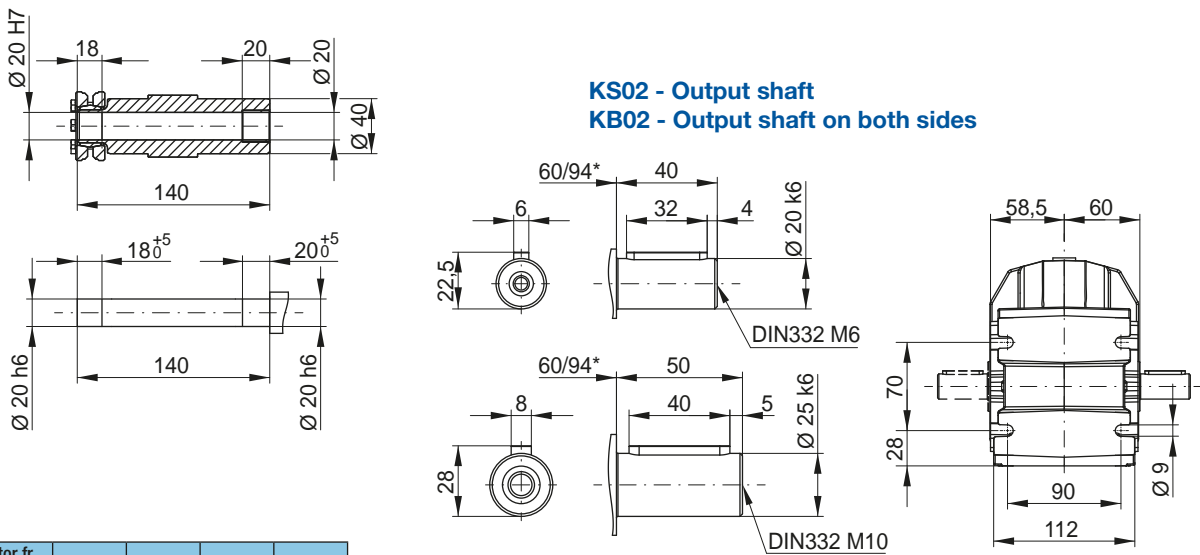 Ø 20 H7
18
20
Ø 20
Ø 40
140
18 +5 0
20 +5 0
Ø 20 h6
140
Ø 20 h6
KS02 - Output shaft
KB02 - Output shaft on both sides
60/94*
40
6
32
4
22,5
Ø 20 k6
DIN332 M6
60/94*
50
8
40
5
28
Ø 25 k6
DIN332 M10
58,5
60
70
28
Ø 9
90
112